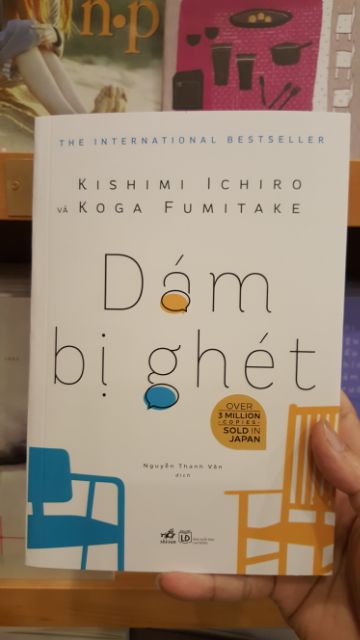 n·p
THE INTERNATIONAL BESTSELLER
KISHIMI ICHIRO
VÀ KOGA FUMITAKE
Dám
bị ghét
OVER
3 MILLION
COPIES
SOLD IN
JAPAN
Nguyễn Thanh Vân
dịch
LD